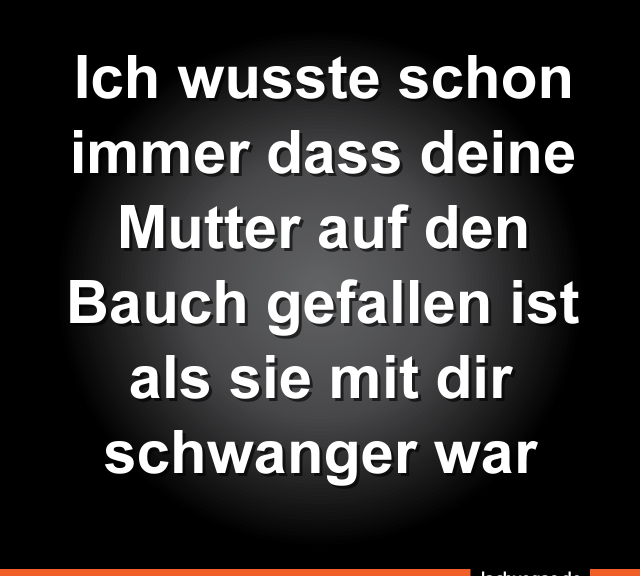 Ich wusste schon
immer dass deine
Mutter auf den
Bauch gefallen ist
als sie mit dir
schwanger war